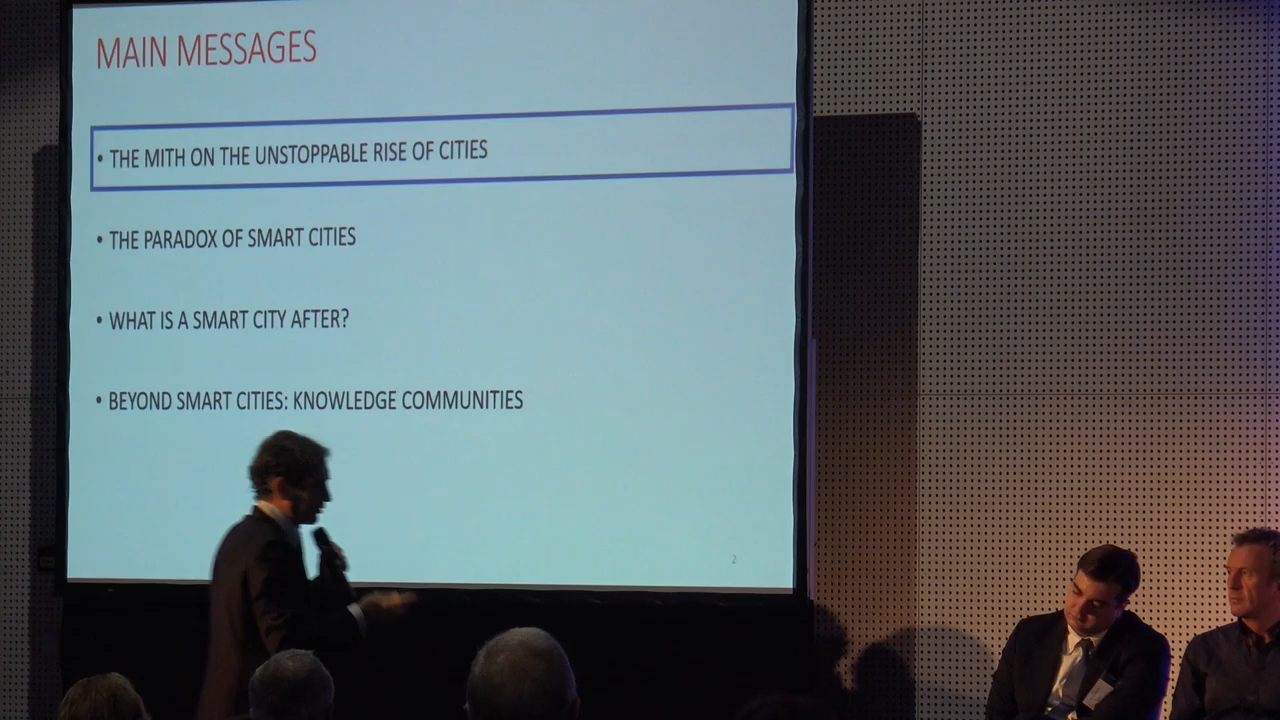 MAIN MESSAGES
• THE MITH ON THE UNSTOPPABLE RISE OF CITIES
• THE PARADOX OF SMART CITIES
• WHAT IS A SMART CITY AFTER?
• BEYOND SMART CITIES: KNOWLEDGE COMMUNITIES
2